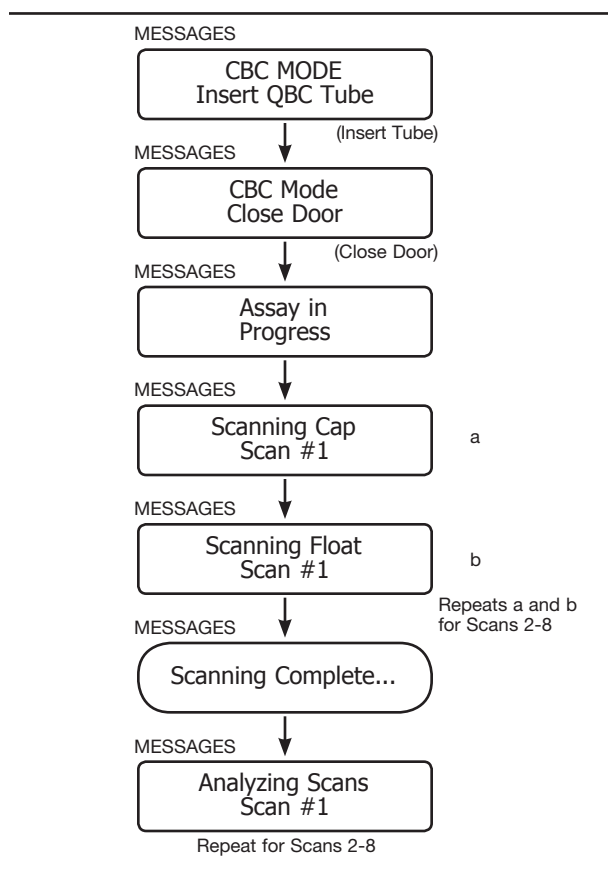 MESSAGES
CBC MODE
Insert QBC Tube
(Insert Tube)
MESSAGES
CBC Mode
Close Door
(Close Door)
MESSAGES
Assay in
Progress
MESSAGES
Scanning Cap
Scan #1
a
MESSAGES
Scanning Float
Scan #1
b
Repeats a and b
for Scans 2-8
MESSAGES
Scanning Complete...
MESSAGES
Analyzing Scans
Scan #1
Repeat for Scans 2-8